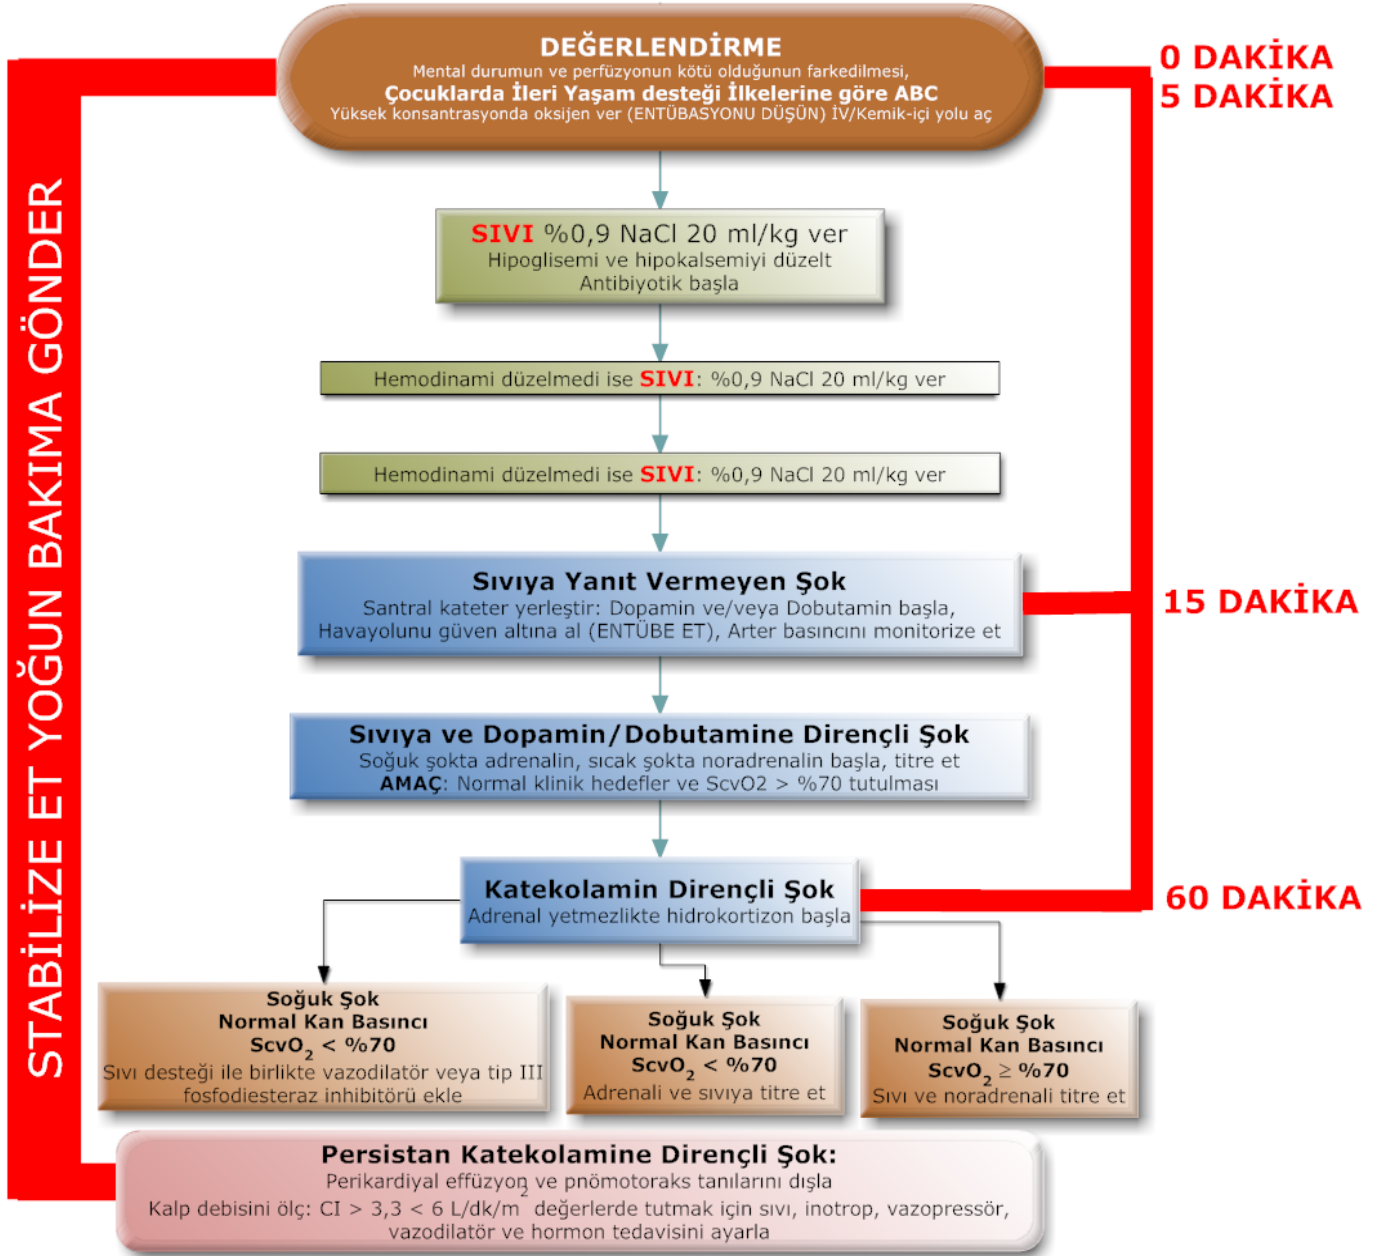 DEĞERLENDİRME
Mental durumun ve perfüzyonun kötü olduğunun farkedilmesi,
Çocuklarda İleri Yaşam desteği İlkelerine göre ABC
Yüksek konsantrasyonda oksijen ver (ENTÜBASYONU DÜŞÜN) İV/Kemik-içi yolu aç
0 DAKİKA
5 DAKİKA
STABİLİZE ET YOĞUN BAKIMA GÖNDER
SIVI %0,9 NaCl 20 ml/kg ver
Hipoglisemi ve hipokalsemiyi düzelt
Antibiyotik başla
Hemodinami düzelmedi ise SIVI: %0,9 NaCl 20 ml/kg ver
Hemodinami düzelmedi ise SIVI: %0,9 NaCl 20 ml/kg ver
Sıvıya Yanıt Vermeyen Şok
Santral kateter yerleştir: Dopamin ve/veya Dobutamin başla,
Havayolunu güven altına al (ENTÜBE ET), Arter basıncını monitorize et
15 DAKİKA
Sıvıya ve Dopamin/Dobutamine Dirençli Şok
Soğuk şokta adrenalin, sıcak şokta noradrenalin başla, titre et
AMAÇ: Normal klinik hedefler ve ScvO2 > %70 tutulması
Katekolamin Dirençli Şok
Adrenal yetmezlikte hidrokortizon başla
60 DAKİKA
Soğuk Şok
Normal Kan Basıncı
ScvO₂ < %70
Sıvı desteği ile birlikte vazodilatör veya tip III
fosfodiesteraz inhibitörü ekle
Soğuk Şok
Normal Kan Basıncı
ScvO₂ < %70
Adrenali ve sıvıya titre et
Soğuk Şok
Normal Kan Basıncı
ScvO₂ ≥ %70
Sıvı ve noradrenali titre et
Persistan Katekolamine Dirençli Şok:
Perikardiyal effüzyon ve pnömotoraks tanılarını dışla
Kalp debisini ölç: CI > 3,3 < 6 L/dk/m² değerlerde tutmak için sıvı, inotrop, vazopressör,
vazodilatör ve hormon tedavisini ayarla